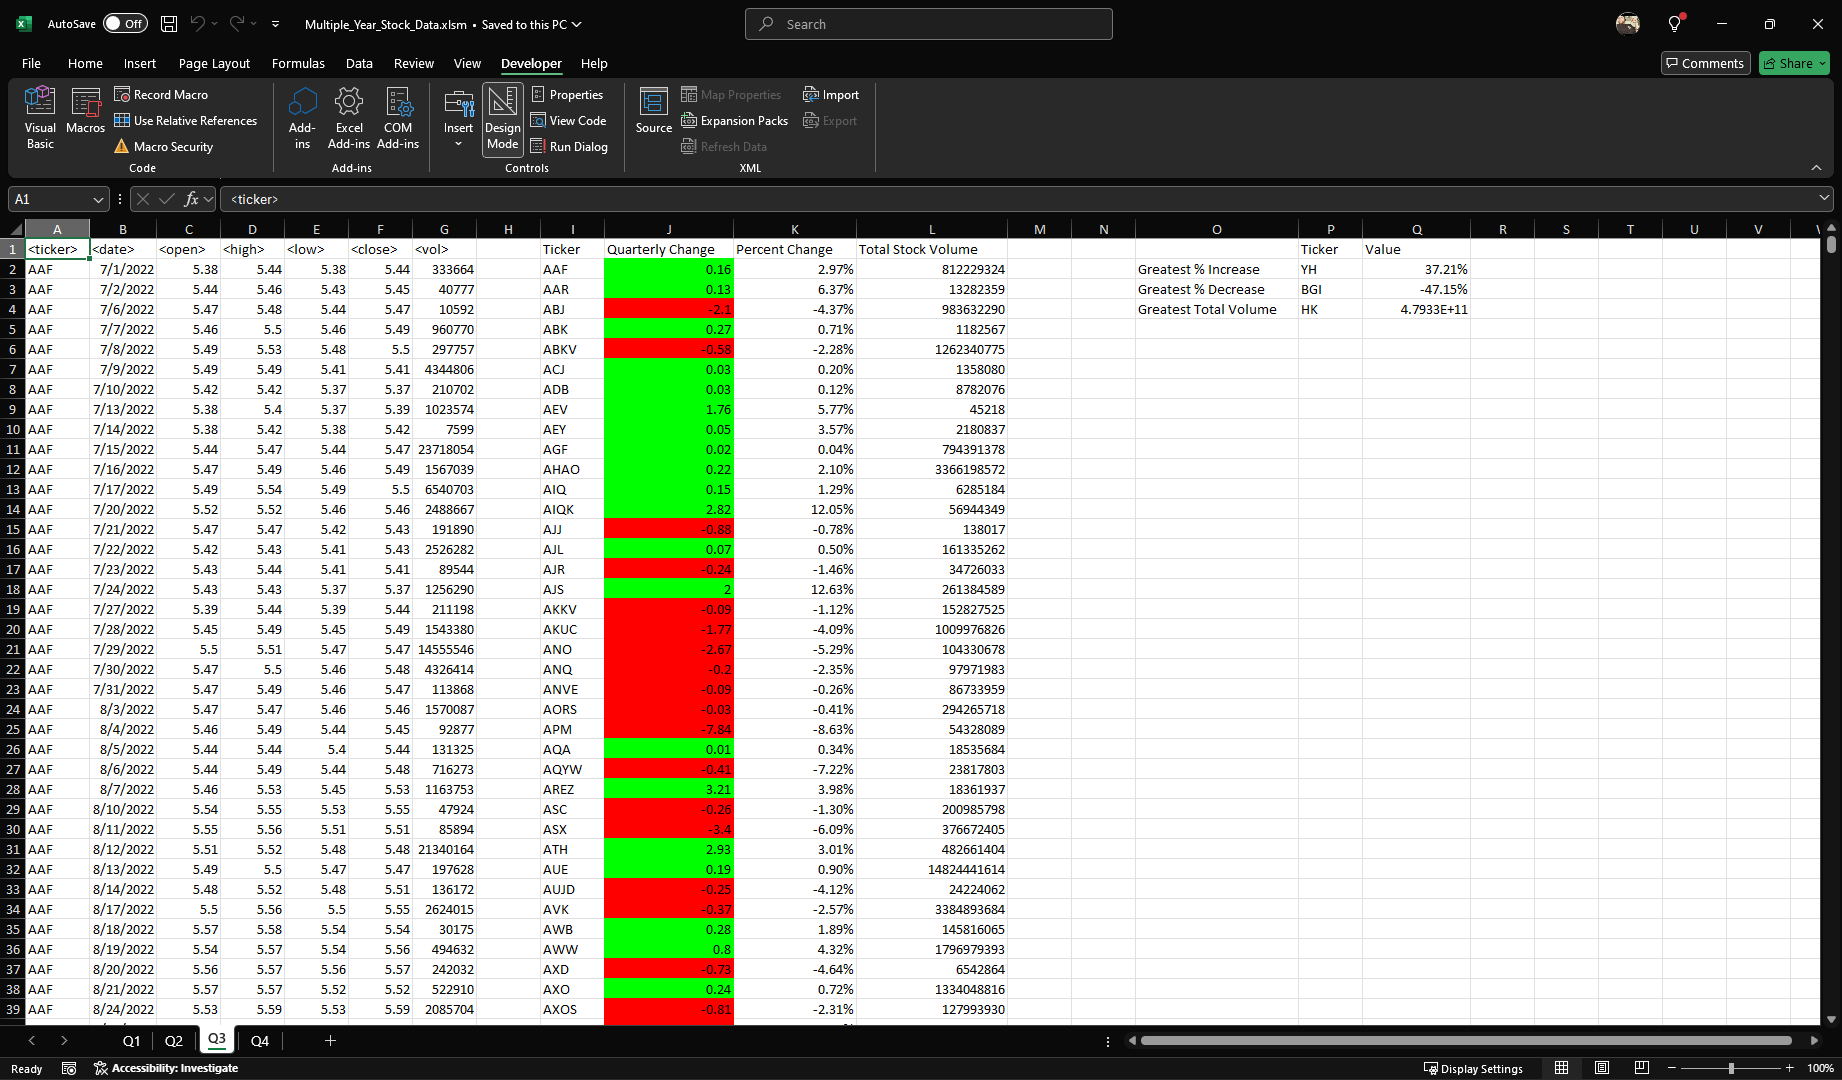 AutoSave Off Multiple_Year_Stock_Data.xlsm • Saved to this PC Search
File Home Insert Page Layout Formulas Data Review View Developer Help Comments Share
Visual Basic Macros Record Macro Use Relative References Macro Security Code
Add-ins Excel Add-ins COM Add-ins Add-ins
Insert Design Mode Properties View Code Run Dialog Controls
Source Map Properties Expansion Packs Refresh Data Import Export XML
A1 fx <ticker>
A B C D E F G H I J K L M N O P Q R S T U V
1 <ticker> <date> <open> <high> <low> <close> <vol> Ticker Quarterly Change Percent Change Total Stock Volume Ticker Value
2 AAF 7/1/2022 5.38 5.44 5.38 5.44 333664 AAF 0.16 2.97% 812229324 Greatest % Increase YH 37.21%
3 AAF 7/2/2022 5.44 5.46 5.43 5.45 40777 AAR 0.13 6.37% 13282359 Greatest % Decrease BGI -47.15%
4 AAF 7/6/2022 5.47 5.48 5.44 5.47 10592 ABJ -2.1 -4.37% 983632290 Greatest Total Volume HK 4.7933E+11
5 AAF 7/7/2022 5.46 5.5 5.46 5.49 960770 ABK 0.27 0.71% 1182567
6 AAF 7/8/2022 5.49 5.53 5.48 5.5 297757 ABKV -0.58 -2.28% 1262340775
7 AAF 7/9/2022 5.49 5.49 5.41 5.41 4344806 ACJ 0.03 0.20% 1358080
8 AAF 7/10/2022 5.42 5.42 5.37 5.37 210702 ADB 0.03 0.12% 8782076
9 AAF 7/13/2022 5.38 5.4 5.37 5.39 1023574 AEV 1.76 5.77% 45218
10 AAF 7/14/2022 5.38 5.42 5.38 5.42 7599 AEY 0.05 3.57% 2180837
11 AAF 7/15/2022 5.44 5.47 5.44 5.47 23718054 AGF 0.02 0.04% 794391378
12 AAF 7/16/2022 5.47 5.49 5.46 5.49 1567039 AHAO 0.22 2.10% 3366198572
13 AAF 7/17/2022 5.49 5.54 5.49 5.5 6540703 AIQ 0.15 1.29% 6285184
14 AAF 7/20/2022 5.52 5.52 5.46 5.46 2488667 AIQK 2.82 12.05% 56944349
15 AAF 7/21/2022 5.47 5.47 5.42 5.43 191890 AJJ -0.88 -0.78% 138017
16 AAF 7/22/2022 5.42 5.43 5.41 5.43 2526282 AJL 0.07 0.50% 161335262
17 AAF 7/23/2022 5.43 5.44 5.41 5.41 89544 AJR -0.24 -1.46% 34726033
18 AAF 7/24/2022 5.43 5.43 5.37 5.37 1256290 AJS 2 12.63% 261384589
19 AAF 7/27/2022 5.39 5.44 5.39 5.44 211198 AKKV -0.09 -1.12% 152827525
20 AAF 7/28/2022 5.45 5.49 5.45 5.49 1543380 AKUC -1.77 -4.09% 1009976826
21 AAF 7/29/2022 5.5 5.51 5.47 5.47 14555546 ANO -2.67 -5.29% 104330678
22 AAF 7/30/2022 5.47 5.5 5.46 5.48 4326414 ANQ -0.2 -2.35% 97971983
23 AAF 7/31/2022 5.47 5.49 5.46 5.47 113868 ANVE -0.09 -0.26% 86733959
24 AAF 8/3/2022 5.47 5.47 5.46 5.46 1570087 AORS -0.03 -0.41% 294265718
25 AAF 8/4/2022 5.46 5.49 5.44 5.45 92877 APM -7.84 -8.63% 54328089
26 AAF 8/5/2022 5.44 5.44 5.4 5.44 131325 AQA 0.01 0.34% 18535684
27 AAF 8/6/2022 5.44 5.49 5.44 5.48 716273 AQYW -0.41 -7.22% 23817803
28 AAF 8/7/2022 5.46 5.53 5.45 5.53 1163753 AREZ 3.21 3.98% 18361937
29 AAF 8/10/2022 5.54 5.55 5.53 5.55 47924 ASC -0.26 -1.30% 200985798
30 AAF 8/11/2022 5.55 5.56 5.51 5.51 85894 ASX -3.4 -6.09% 376672405
31 AAF 8/12/2022 5.51 5.52 5.48 5.48 21340164 ATH 2.93 3.01% 482661404
32 AAF 8/13/2022 5.49 5.5 5.47 5.47 197628 AUE 0.19 0.90% 14824441614
33 AAF 8/14/2022 5.48 5.52 5.48 5.51 136172 AUJD -0.25 -4.12% 24224062
34 AAF 8/17/2022 5.5 5.56 5.5 5.55 2624015 AVK -0.37 -2.57% 3384893684
35 AAF 8/18/2022 5.57 5.58 5.54 5.54 30175 AWB 0.28 1.89% 145816065
36 AAF 8/19/2022 5.54 5.57 5.54 5.56 494632 AWW 0.8 4.32% 1796979393
37 AAF 8/20/2022 5.56 5.57 5.56 5.57 242032 AXD -0.73 -4.64% 6542864
38 AAF 8/21/2022 5.57 5.57 5.52 5.52 522910 AXO 0.24 0.72% 1334048816
39 AAF 8/24/2022 5.53 5.59 5.53 5.59 2085704 AXOS -0.81 -2.31% 127993930
Q1 Q2 Q3 Q4
Ready Accessibility: Investigate Display Settings 100%